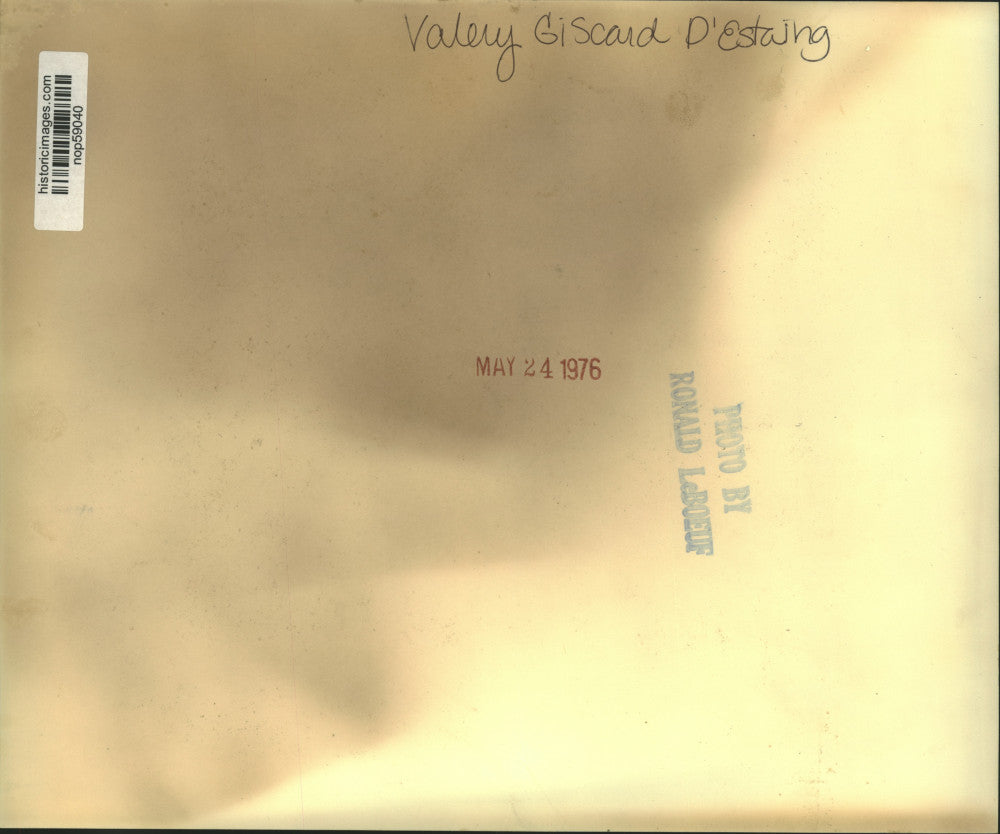 Valery Giscard D'Estaing
historicimages.com
nop59040
MAY 24 1976
PHOTO BY
RONALD LeBOEUF